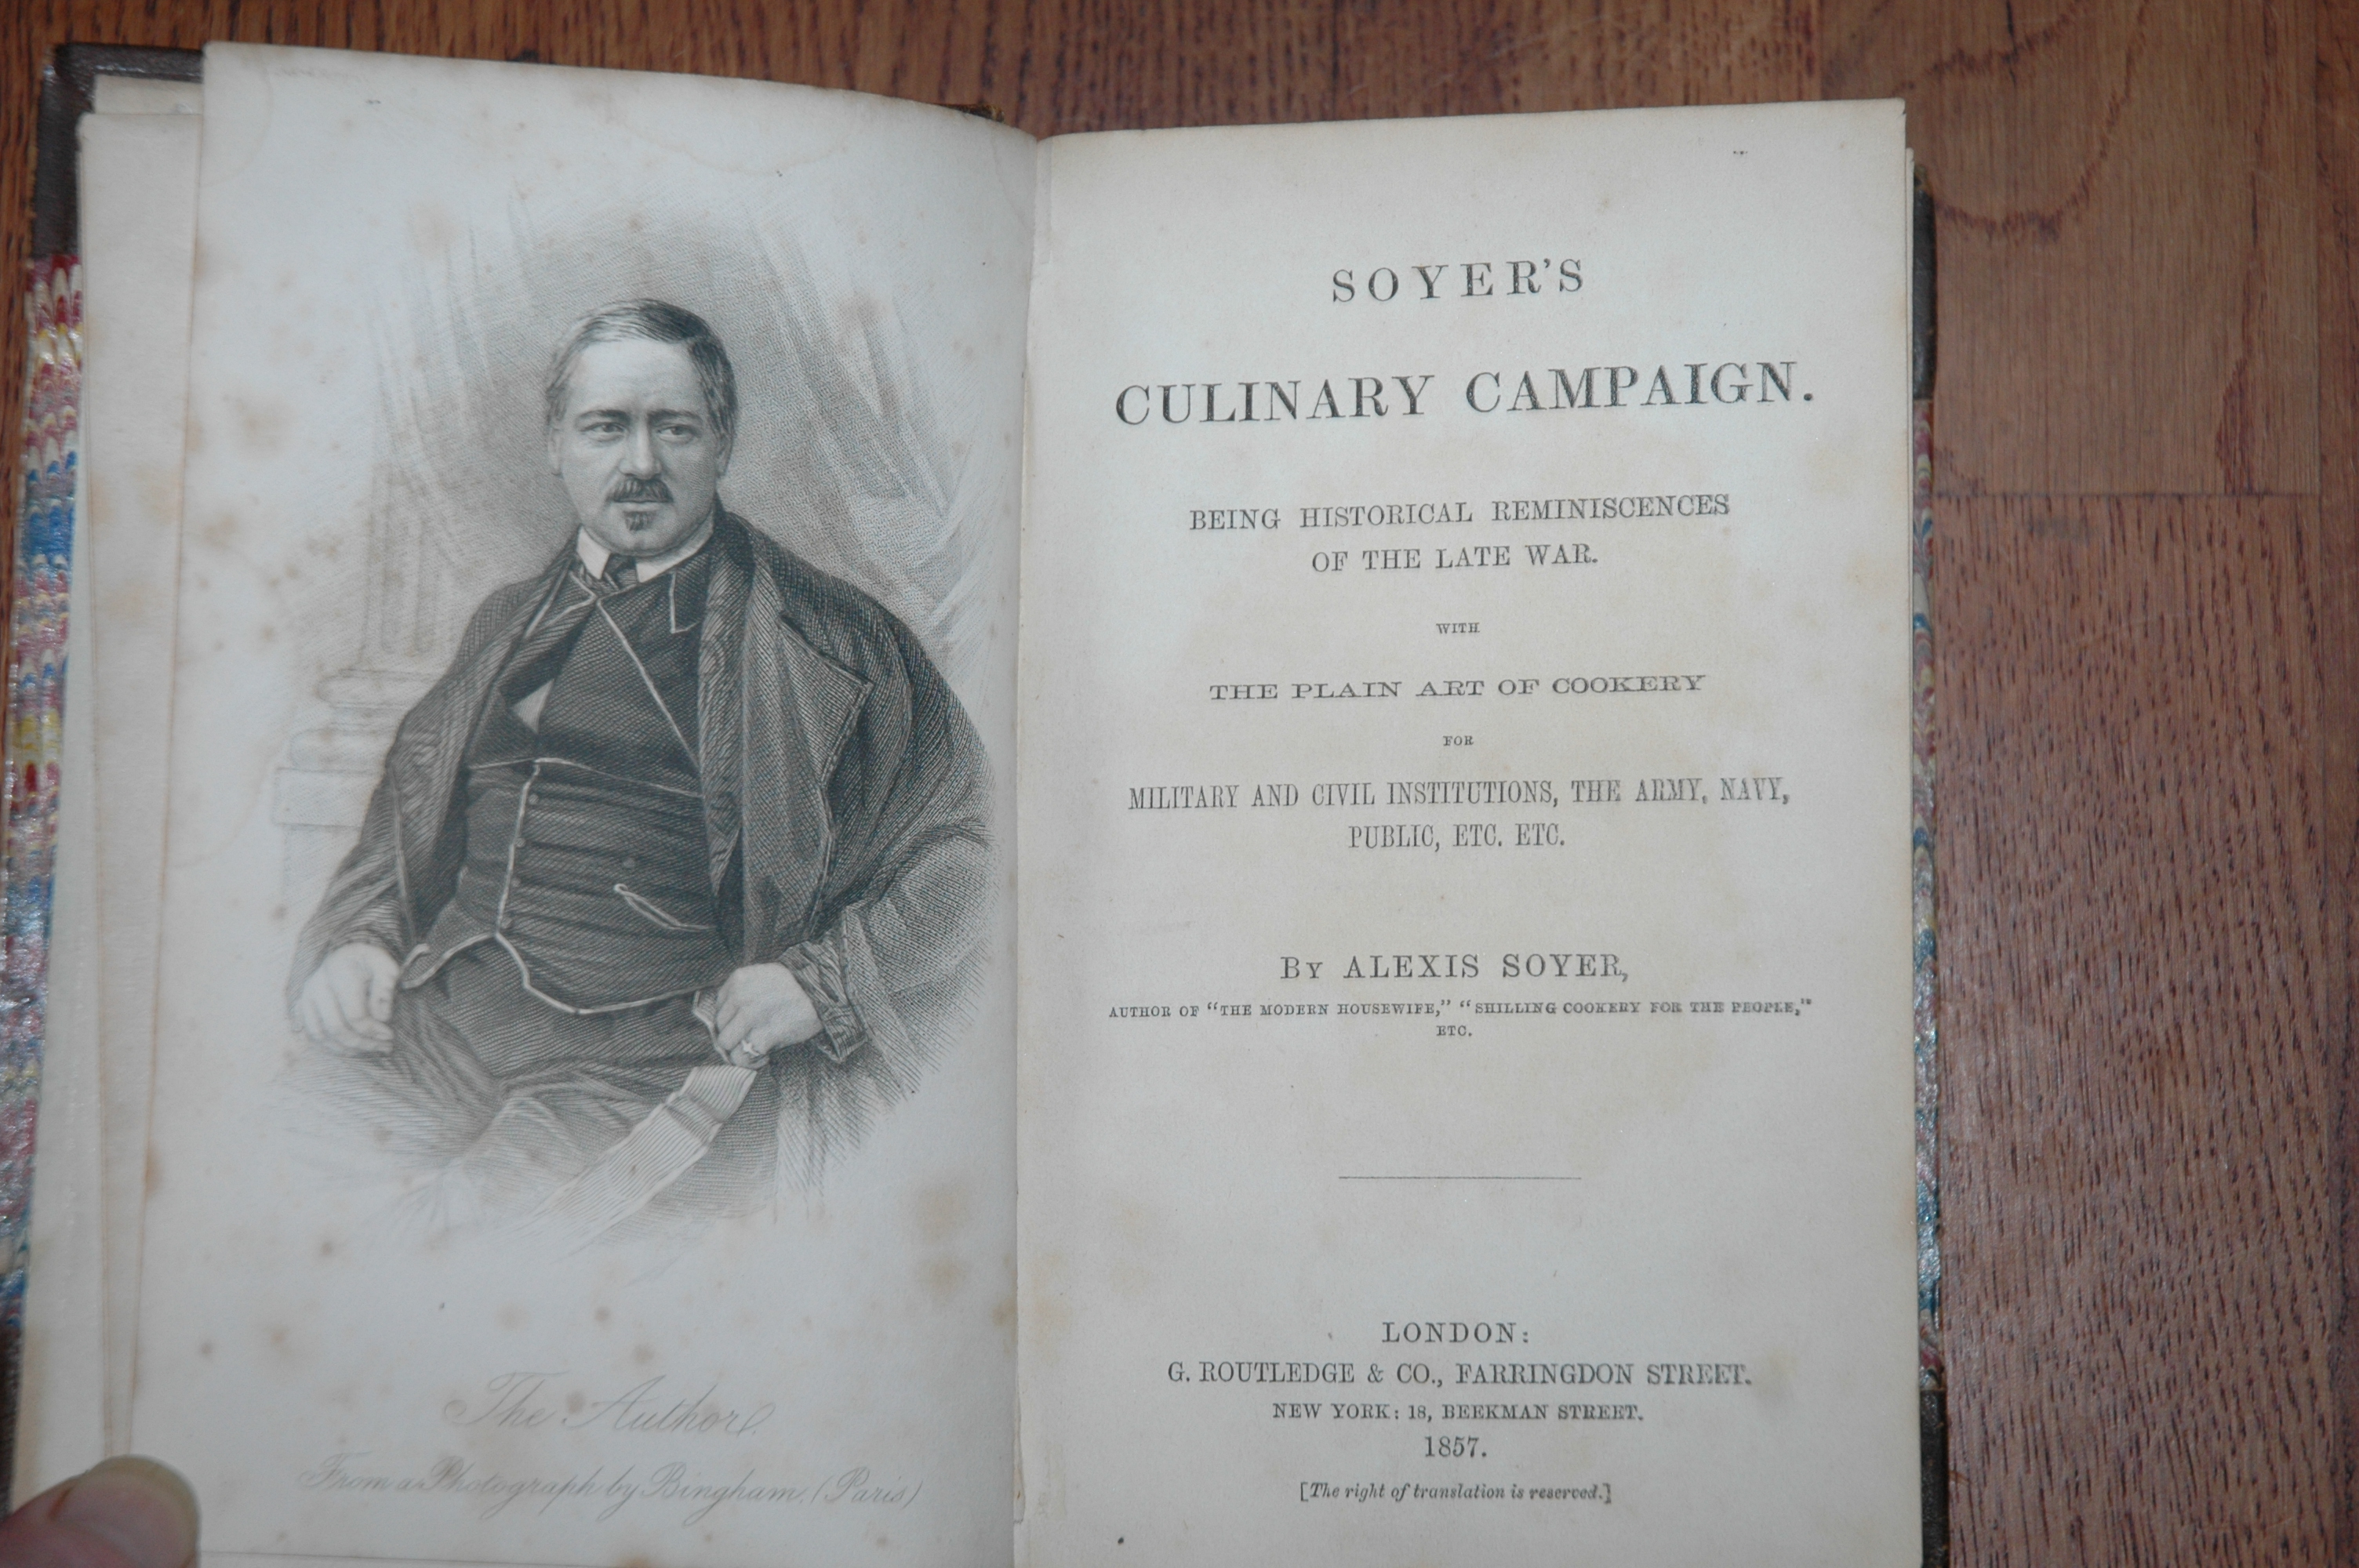 The Author.
From a Photograph by Bingham. (Paris)
SOYER'S
CULINARY CAMPAIGN.
BEING HISTORICAL REMINISCENCES
OF THE LATE WAR.
WITH
THE PLAIN ART OF COOKERY
FOR
MILITARY AND CIVIL INSTITUTIONS, THE ARMY, NAVY,
PUBLIC, ETC. ETC.
BY ALEXIS SOYER,
AUTHOR OF "THE MODERN HOUSEWIFE," "SHILLING COOKERY FOR THE PEOPLE,"
ETC.
LONDON:
G. ROUTLEDGE & CO., FARRINGDON STREET.
NEW YORK: 18, BEEKMAN STREET.
1857.
[The right of translation is reserved.]